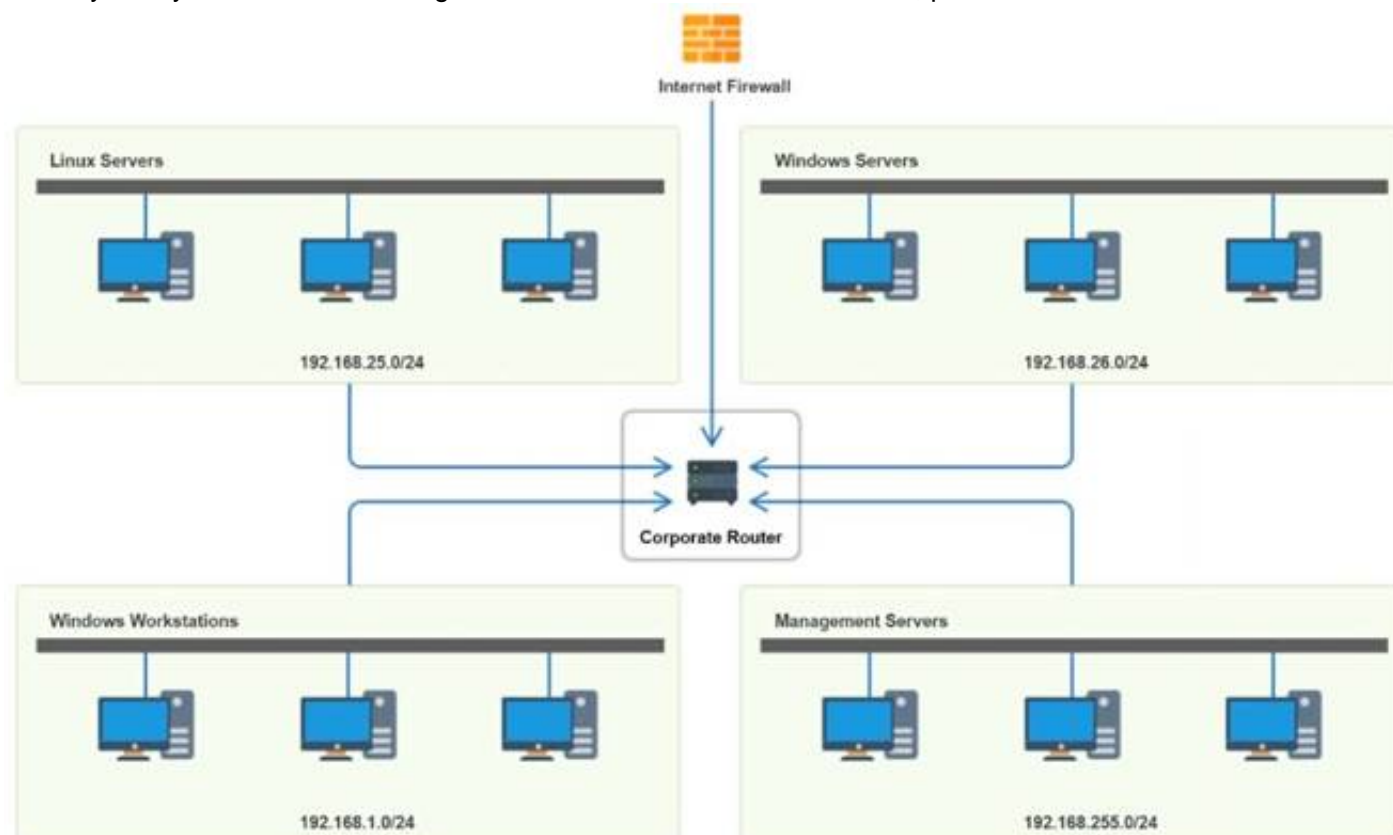 Internet Firewall
Linux Servers
Windows Servers
192.168.25.0/24
192.168.26.0/24
Corporate Router
Windows Workstations
Management Servers
192.168.1.0/24
192.168.255.0/24